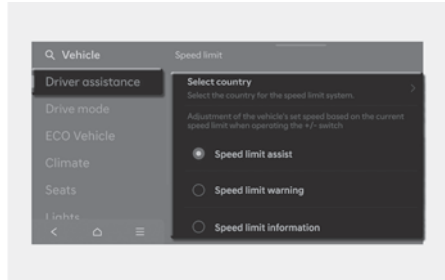 Vehicle
Speed limit
Driver assistance
Drive mode
ECO Vehicle
Climate
Seats
Lights
Select country
Select the country for the speed limit system.
Adjustment of the vehicle's set speed based on the current
speed limit when operating the +/- switch
Speed limit assist
Speed limit warning
Speed limit information